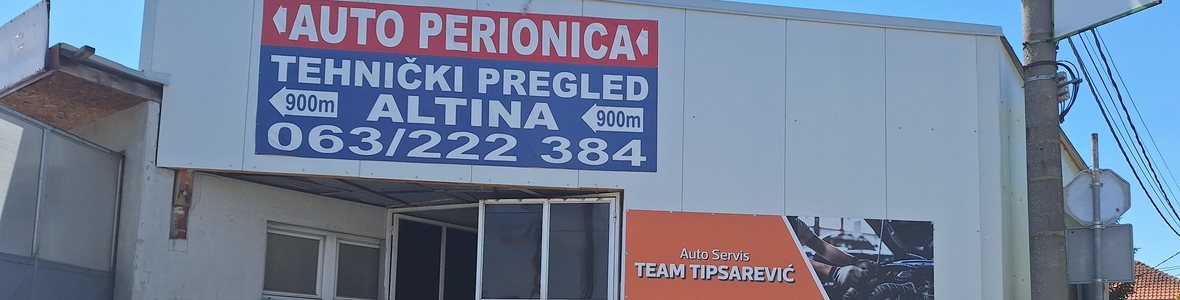 AUTO PERIONICA
TEHNIČKI PREGLED
900m ALTINA 900m
063/222 384
Auto Servis
TEAM TIPSAREVIĆ